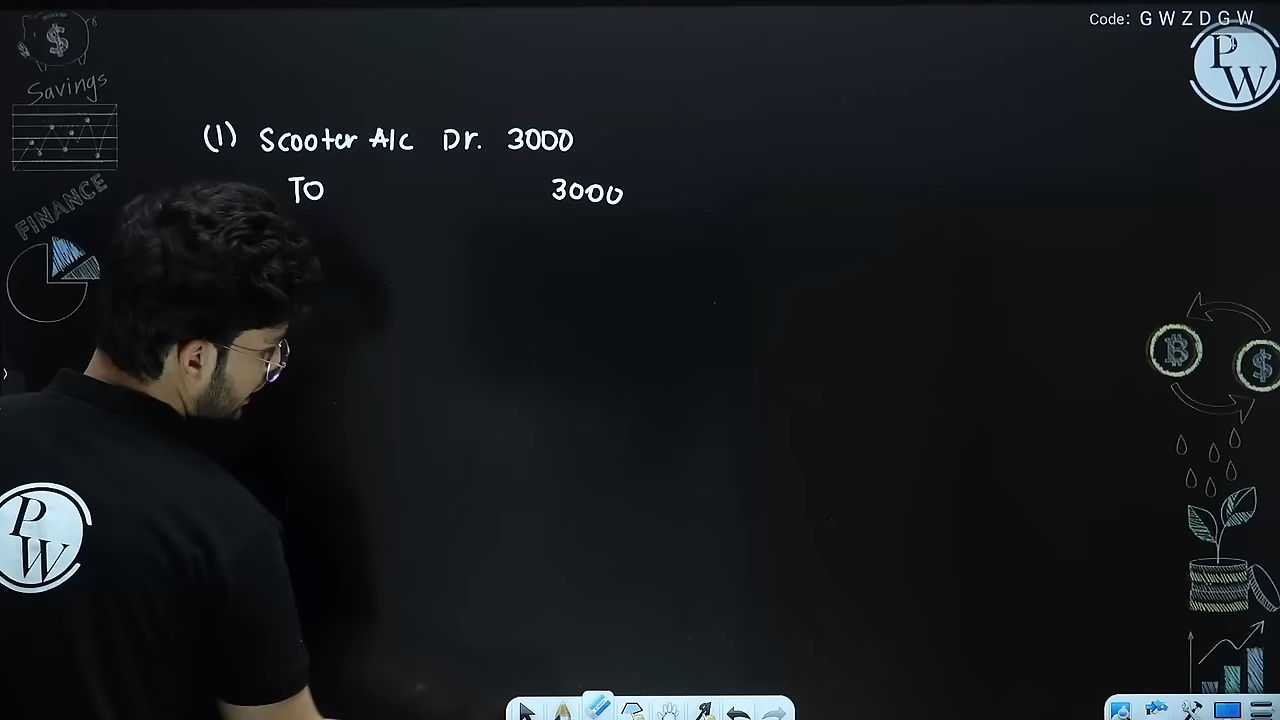 Code: G W Z D G W
P W
$
Savings
FINANCE
(1) Scooter A/c Dr. 3000
TO 3000
B $
P W